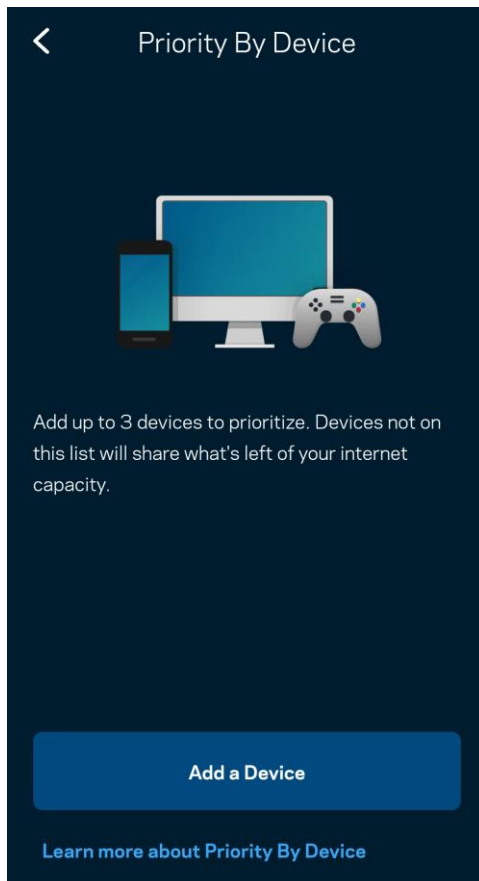 Priority By Device
Add up to 3 devices to prioritize. Devices not on
this list will share what's left of your internet
capacity.
Add a Device
Learn more about Priority By Device